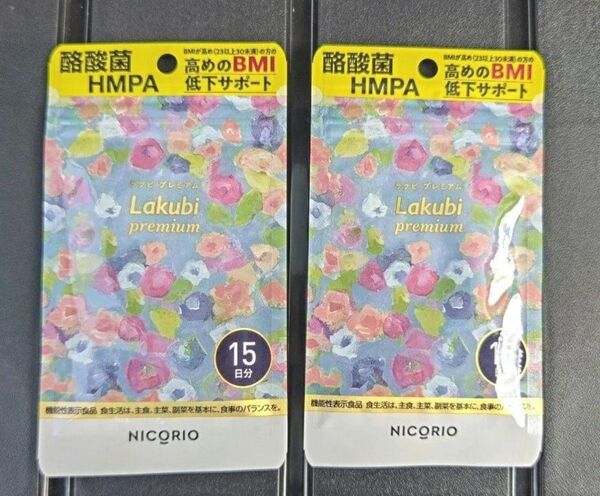 酪酸菌
HMPA
BMIが高め(23以上30未満)の方の
高めのBMI
低下サポート
ラクビ プレミアム
Lakubi
premium
15
日分
機能性表示食品 食生活は、主食、主菜、副菜を基本に、食事のバランスを。
NICORIO
酪酸菌
HMPA
BMIが高め(23以上30未満)の方の
高めのBMI
低下サポート
ラクビ プレミアム
Lakubi
premium
機能性表示食品 食生活は、主食、主菜、副菜を基本に、食事のバランスを。
NICORIO